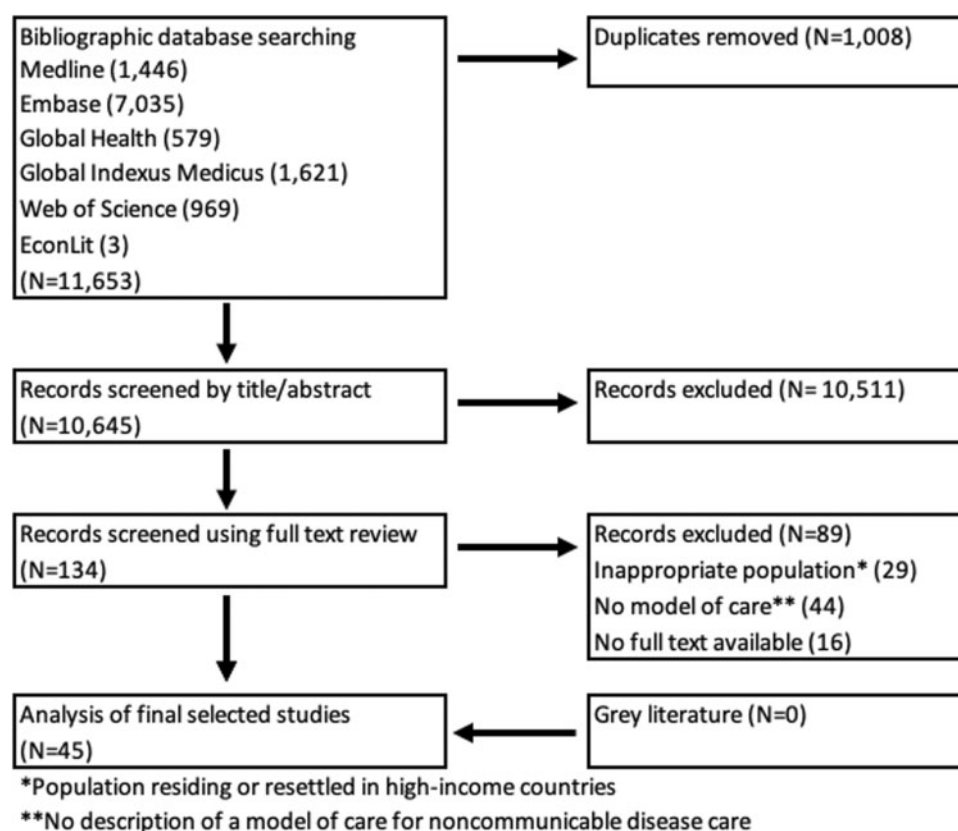 Bibliographic database searching
Medline (1,446)
Embase (7,035)
Global Health (579)
Global Indexus Medicus (1,621)
Web of Science (969)
EconLit (3)
(N=11,653)
Duplicates removed (N=1,008)
Records screened by title/abstract
(N=10,645)
Records excluded (N= 10,511)
Records screened using full text review
(N=134)
Records excluded (N=89)
Inappropriate population* (29)
No model of care** (44)
No full text available (16)
Analysis of final selected studies
(N=45)
Grey literature (N=0)
*Population residing or resettled in high-income countries
**No description of a model of care for noncommunicable disease care